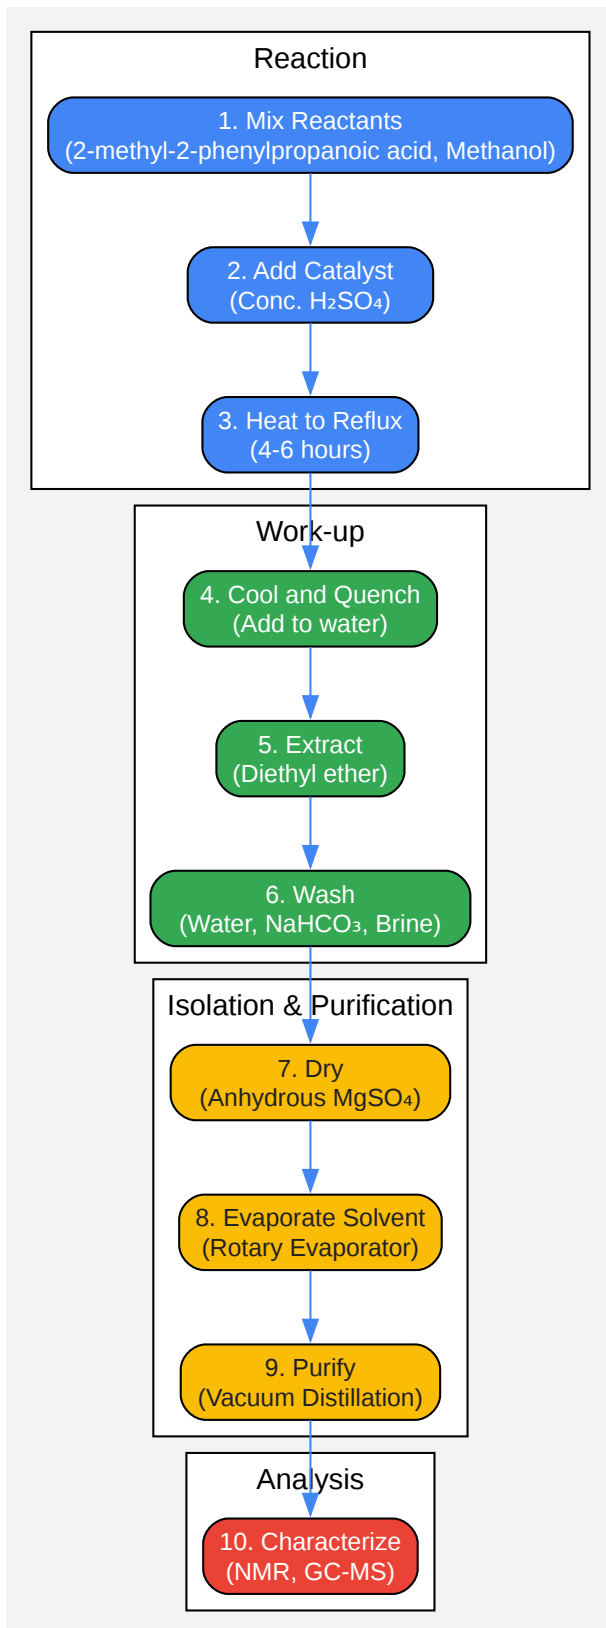 Reaction
1. Mix Reactants
(2-methyl-2-phenylpropanoic acid, Methanol)
2. Add Catalyst
(Conc. H₂SO₄)
3. Heat to Reflux
(4-6 hours)
Work-up
4. Cool and Quench
(Add to water)
5. Extract
(Diethyl ether)
6. Wash
(Water, NaHCO₃, Brine)
Isolation & Purification
7. Dry
(Anhydrous MgSO₄)
8. Evaporate Solvent
(Rotary Evaporator)
9. Purify
(Vacuum Distillation)
Analysis
10. Characterize
(NMR, GC-MS)